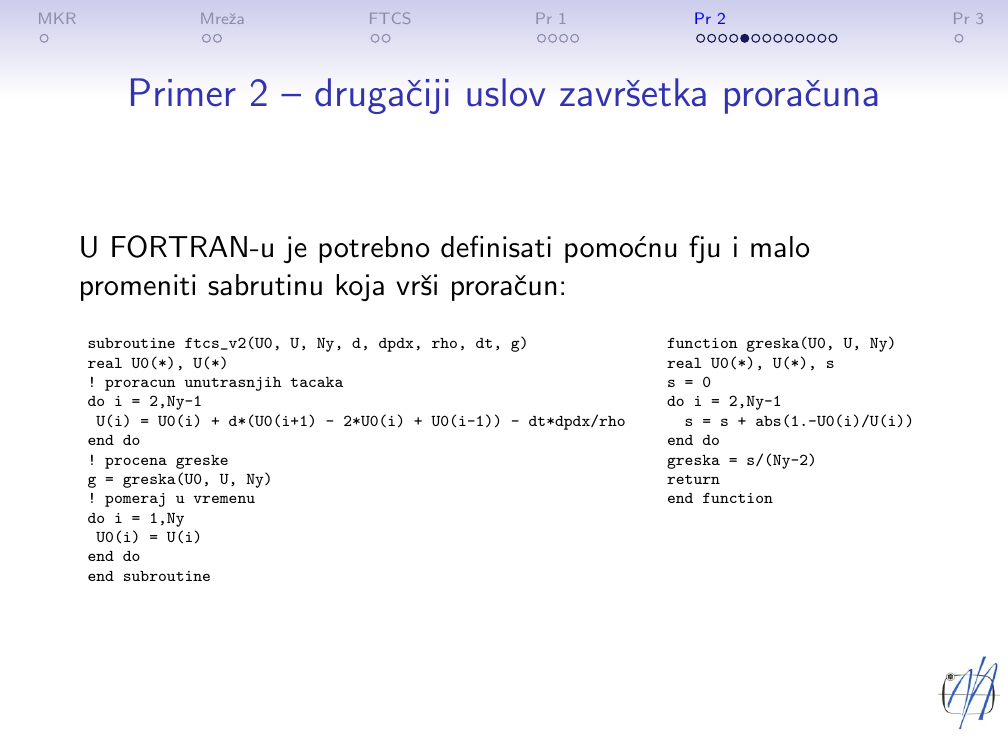 MKR Mreža FTCS Pr 1 Pr 2 Pr 3
Primer 2 – drugačiji uslov završetka proračuna
U FORTRAN-u je potrebno definisati pomoćnu fju i malo
promeniti sabrutinu koja vrši proračun:
subroutine ftcs_v2(U0, U, Ny, d, dpdx, rho, dt, g)
real U0(*), U(*)
! proracun unutrasnjih tacaka
do i = 2,Ny-1
 U(i) = U0(i) + d*(U0(i+1) - 2*U0(i) + U0(i-1)) - dt*dpdx/rho
end do
! procena greske
g = greska(U0, U, Ny)
! pomeraj u vremenu
do i = 1,Ny
 U0(i) = U(i)
end do
end subroutine
function greska(U0, U, Ny)
real U0(*), U(*), s
s = 0
do i = 2,Ny-1
  s = s + abs(1.-U0(i)/U(i))
end do
greska = s/(Ny-2)
return
end function